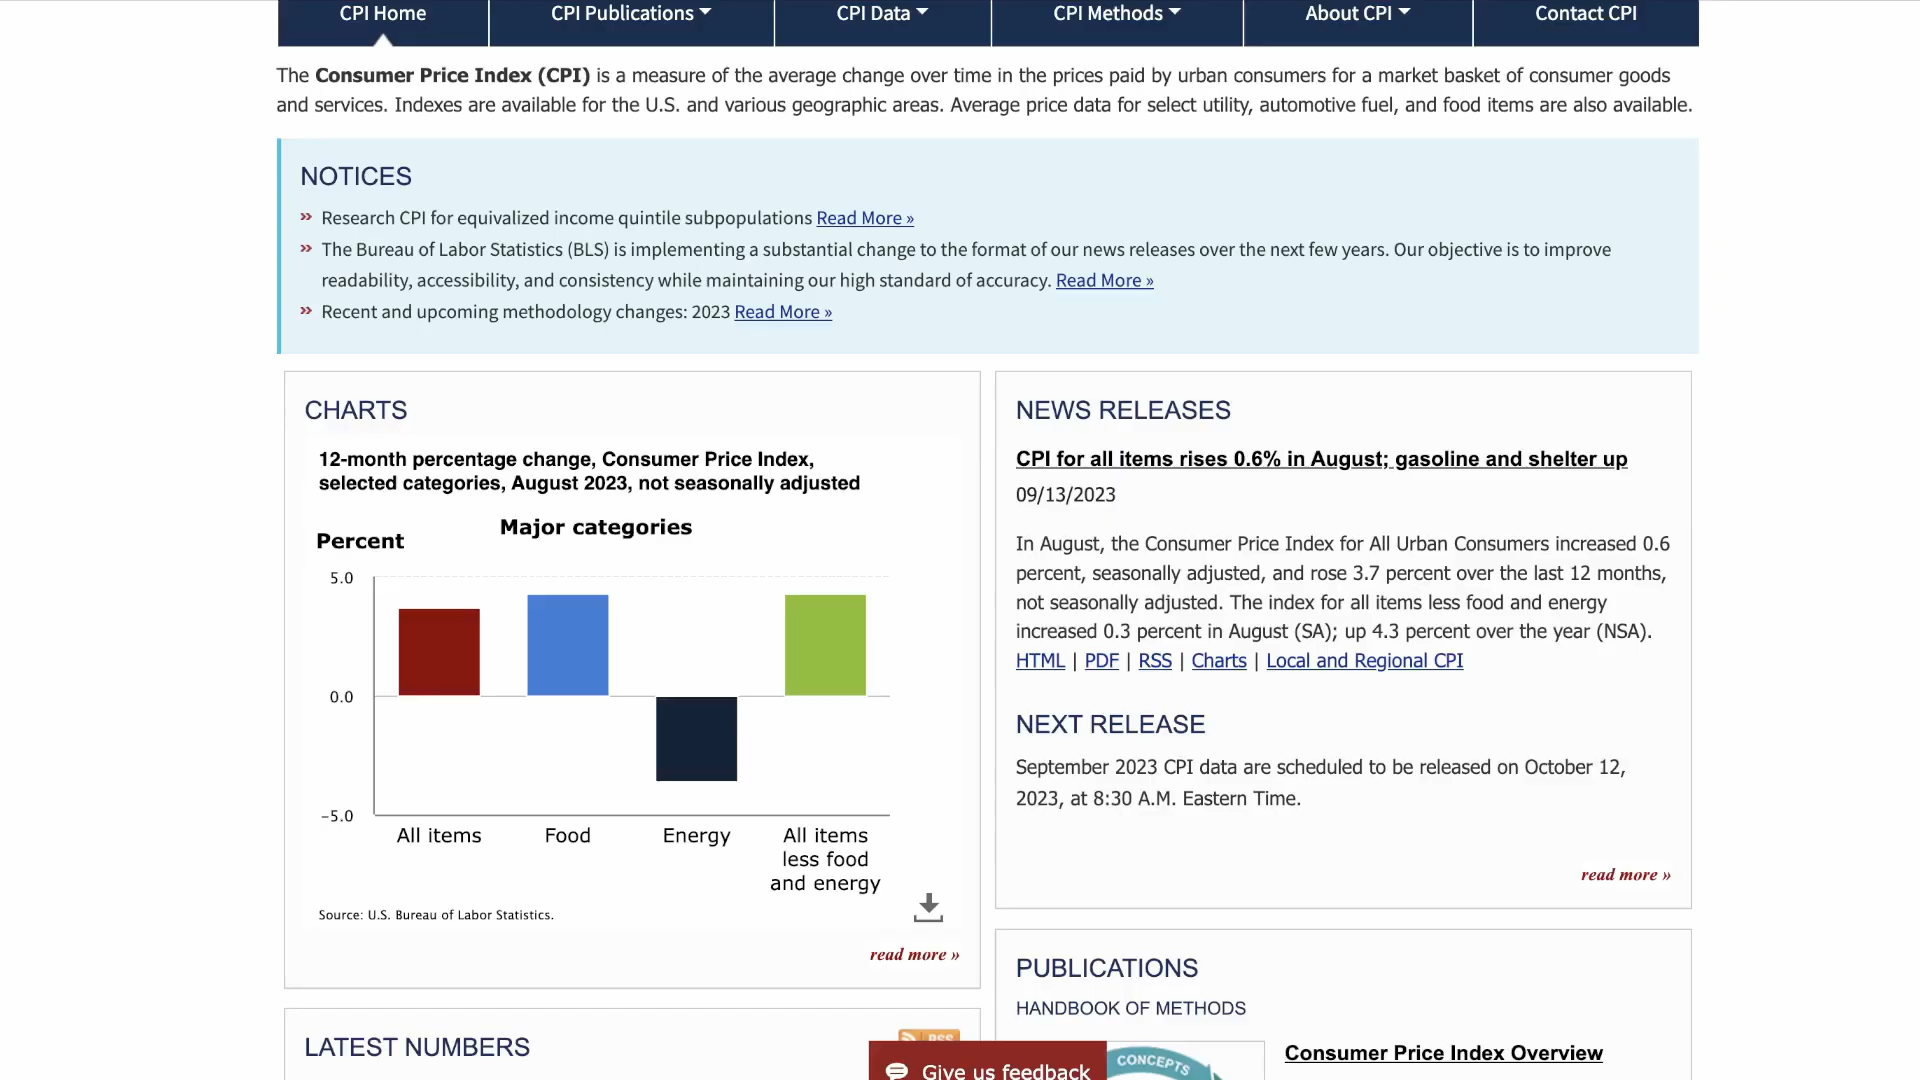 CPI Home
CPI Publications
CPI Data
CPI Methods
About CPI
Contact CPI
The Consumer Price Index (CPI) is a measure of the average change over time in the prices paid by urban consumers for a market basket of consumer goods
and services. Indexes are available for the U.S. and various geographic areas. Average price data for select utility, automotive fuel, and food items are also available.
NOTICES
» Research CPI for equivalized income quintile subpopulations Read More »
» The Bureau of Labor Statistics (BLS) is implementing a substantial change to the format of our news releases over the next few years. Our objective is to improve
readability, accessibility, and consistency while maintaining our high standard of accuracy. Read More »
» Recent and upcoming methodology changes: 2023 Read More »
CHARTS
12-month percentage change, Consumer Price Index,
selected categories, August 2023, not seasonally adjusted
Major categories
Percent
5.0
0.0
−5.0
All items
Food
Energy
All items
less food
and energy
Source: U.S. Bureau of Labor Statistics.
read more »
NEWS RELEASES
CPI for all items rises 0.6% in August; gasoline and shelter up
09/13/2023
In August, the Consumer Price Index for All Urban Consumers increased 0.6
percent, seasonally adjusted, and rose 3.7 percent over the last 12 months,
not seasonally adjusted. The index for all items less food and energy
increased 0.3 percent in August (SA); up 4.3 percent over the year (NSA).
HTML | PDF | RSS | Charts | Local and Regional CPI
NEXT RELEASE
September 2023 CPI data are scheduled to be released on October 12,
2023, at 8:30 A.M. Eastern Time.
read more »
LATEST NUMBERS
RSS
Give us feedback
PUBLICATIONS
HANDBOOK OF METHODS
CONCEPTS
Consumer Price Index Overview